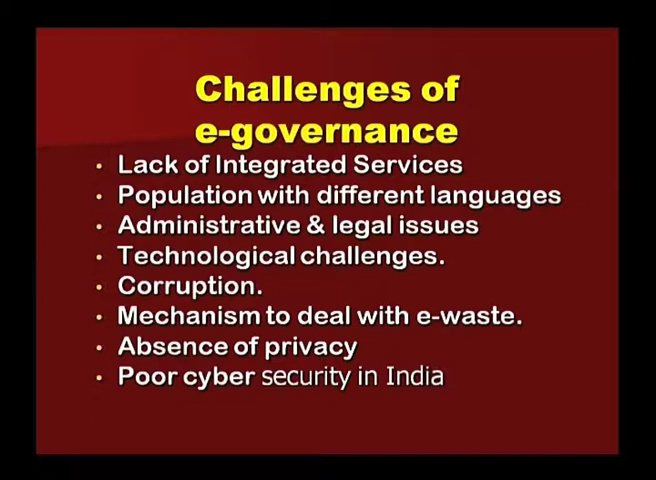 Challenges of
e-governance
• Lack of Integrated Services
• Population with different languages
• Administrative & legal issues
• Technological challenges.
• Corruption.
• Mechanism to deal with e-waste.
• Absence of privacy
• Poor cyber security in India